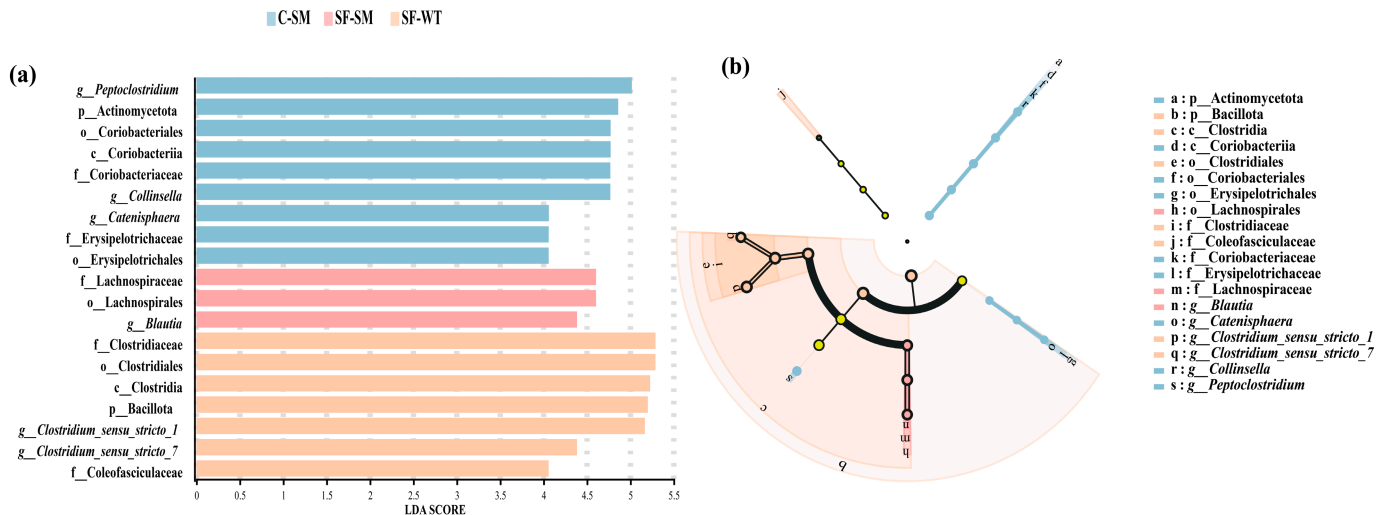 C-SM SF-SM SF-WT
(a)
g__Peptoclostridium
p__Actinomycetota
o__Coriobacteriales
c__Coriobacteriia
f__Coriobacteriaceae
g__Collinsella
g__Catenisphaera
f__Erysipelotrichaceae
o__Erysipelotrichales
f__Lachnospiraceae
o__Lachnospirales
g__Blautia
f__Clostridiaceae
o__Clostridiales
c__Clostridia
p__Bacillota
g__Clostridium_sensu_stricto_1
g__Clostridium_sensu_stricto_7
f__Coleofasciculaceae
0 0.5 1 1.5 2 2.5 3 3.5 4 4.5 5 5.5
LDA SCORE
(b)
a
d
f
k
r
j
p
q
i
e
s
c
b
n
m
h
o
l
g
a : p__Actinomycetota
b : p__Bacillota
c : c__Clostridia
d : c__Coriobacteriia
e : o__Clostridiales
f : o__Coriobacteriales
g : o__Erysipelotrichales
h : o__Lachnospirales
i : f__Clostridiaceae
j : f__Coleofasciculaceae
k : f__Coriobacteriaceae
l : f__Erysipelotrichaceae
m : f__Lachnospiraceae
n : g__Blautia
o : g__Catenisphaera
p : g__Clostridium_sensu_stricto_1
q : g__Clostridium_sensu_stricto_7
r : g__Collinsella
s : g__Peptoclostridium